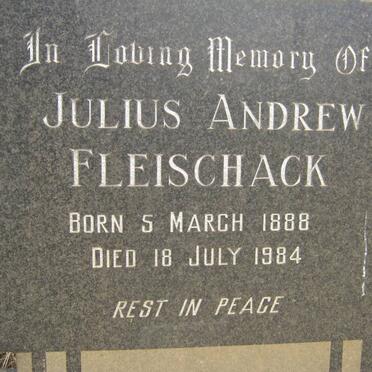 In Loving Memory Of
JULIUS ANDREW
FLEISCHACK
BORN 5 MARCH 1888
DIED 18 JULY 1984
REST IN PEACE